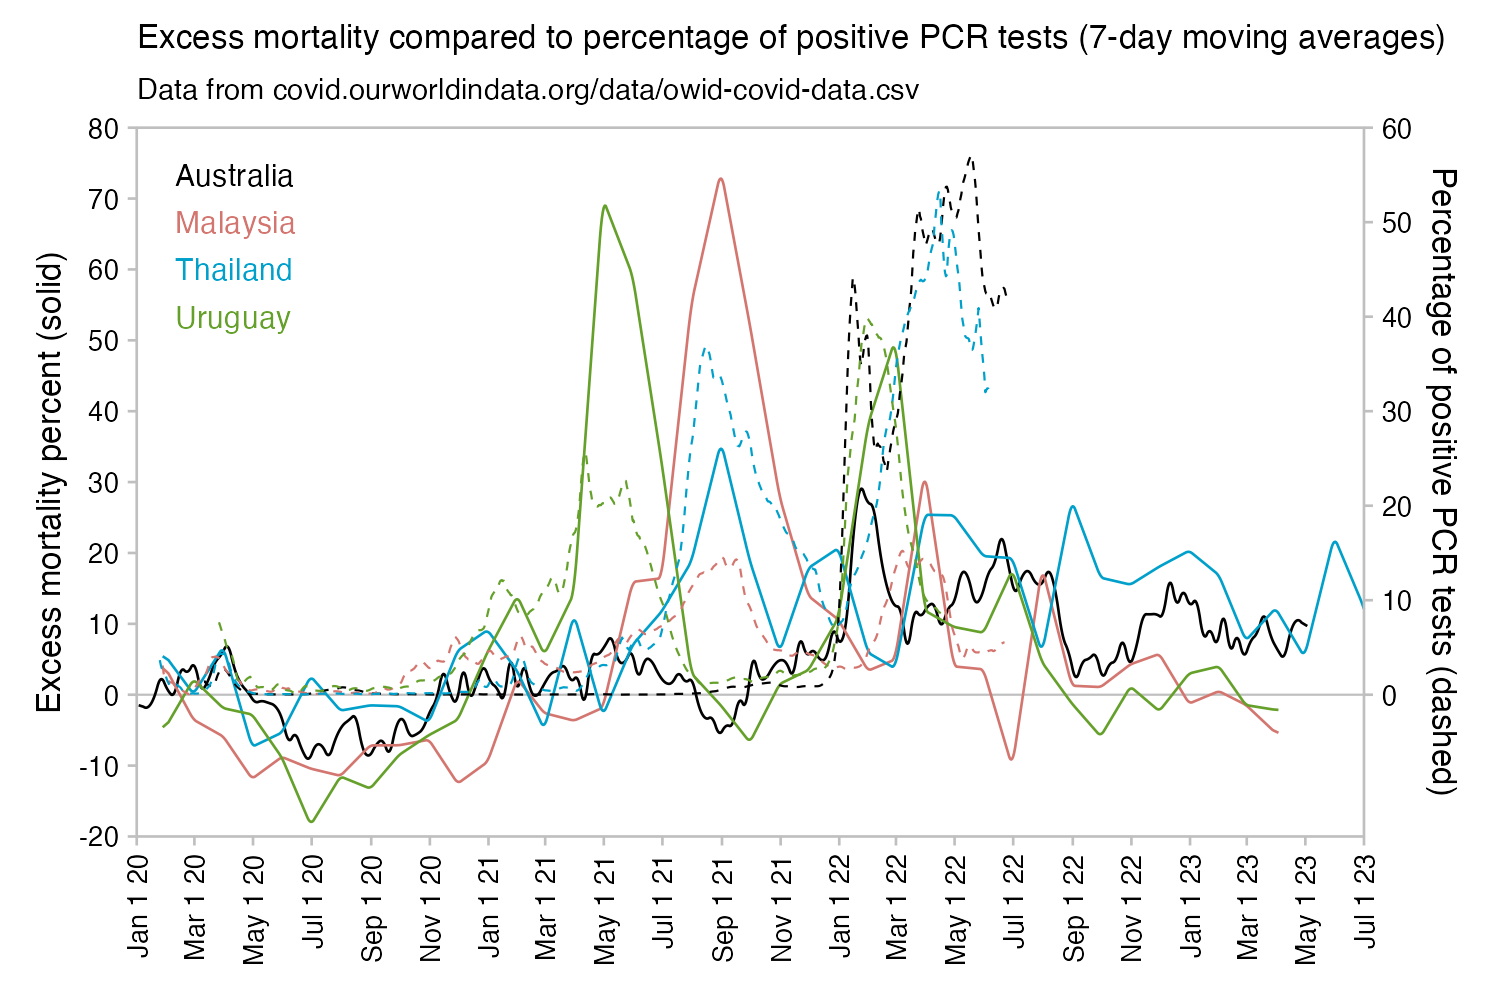 Excess mortality compared to percentage of positive PCR tests (7-day moving averages)
Data from covid.ourworldindata.org/data/owid-covid-data.csv
Australia
Malaysia
Thailand
Uruguay
Excess mortality percent (solid)
80
70
60
50
40
30
20
10
0
-10
-20
60
50
40
30
20
10
0
Percentage of positive PCR tests (dashed)
Jan 1 20
Mar 1 20
May 1 20
Jul 1 20
Sep 1 20
Nov 1 20
Jan 1 21
Mar 1 21
May 1 21
Jul 1 21
Sep 1 21
Nov 1 21
Jan 1 22
Mar 1 22
May 1 22
Jul 1 22
Sep 1 22
Nov 1 22
Jan 1 23
Mar 1 23
May 1 23
Jul 1 23